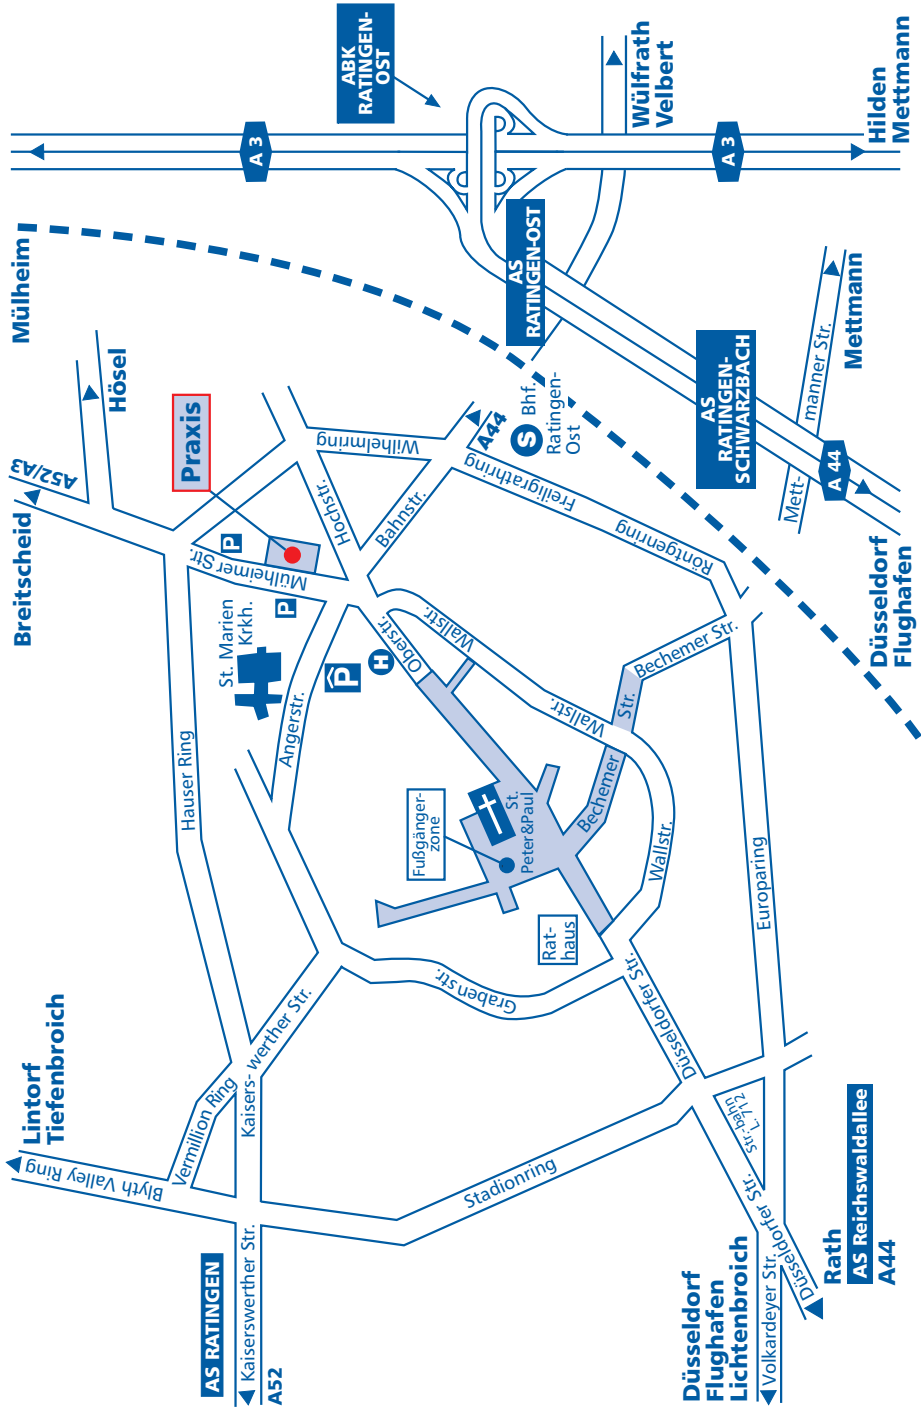 Lintorf
Tiefenbroich
Breitscheid
A52/A3
Hösel
Mülheim
ABK
RATINGEN-
OST
A 3
Blyth Valley Ring
Vermillion Ring
Hauser Ring
St. Marien
Krkh.
P
P
Mülheimer Str.
Praxis
AS RATINGEN
Kaiserswerther Str.
A52
Kaisers-
werther Str.
Angerstr.
P
H
Hochstr.
Wilhelmring
Bahnstr.
A44
Oberstr.
Wallstr.
Grabenstr.
Fußgänger-
zone
St.
Peter&Paul
Rat-
haus
Stadionring
Freiligrathring
S
Bhf.
Ratingen-
Ost
AS
RATINGEN-OST
Wülfrath
Velbert
A 3
Hilden
Mettmann
Wallstr.
Bechemer
Str.
Wallstr.
Bechemer Str.
Röntgenring
AS
RATINGEN-
SCHWARZBACH
Mett-
manner Str.
Mettmann
A 44
Düsseldorfer Str.
Europaring
Düsseldorf
Flughafen
Str.-bahn
L. 712
Düsseldorfer Str.
Düsseldorf
Flughafen
Lichtenbroich
Volkardeyer Str.
Rath
AS Reichswaldallee
A44